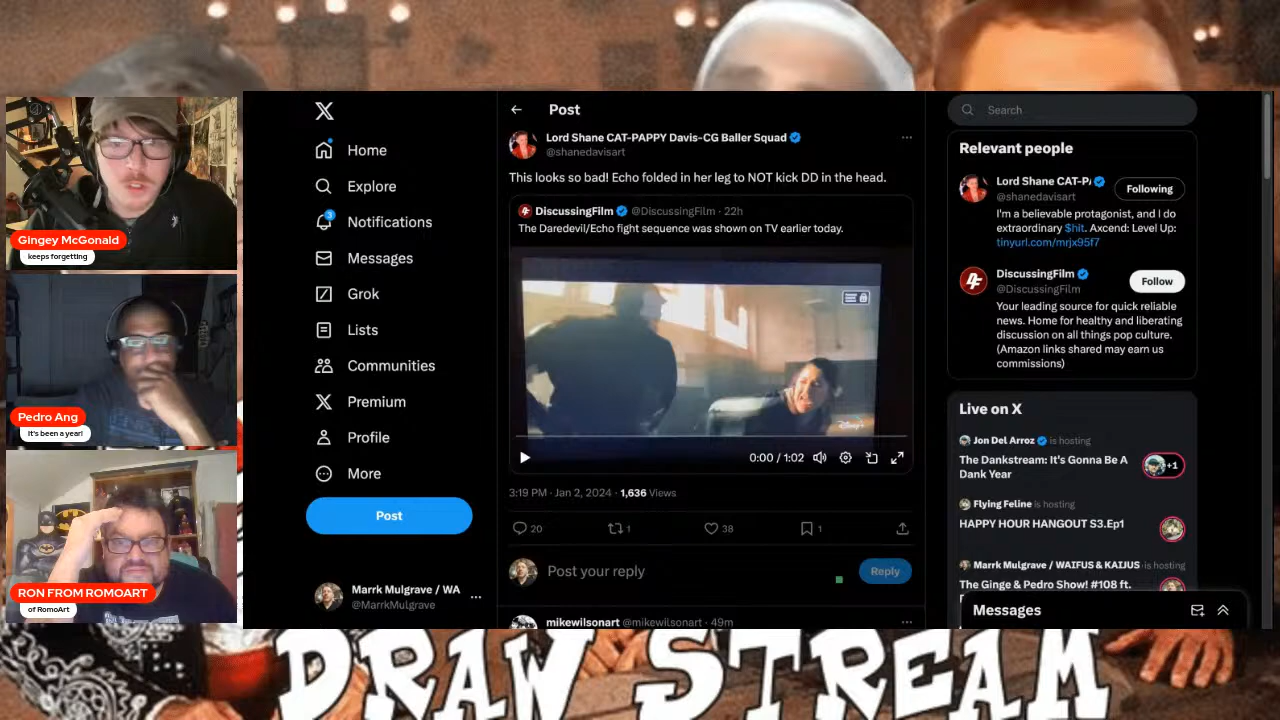 Gingey McGonald
keeps forgetting
Pedro Ang
It's been a year!
RON FROM ROMOART
of RomoArt
Home
Explore
3
Notifications
Messages
Grok
Lists
Communities
Premium
Profile
More
Post
Marrk Mulgrave / WA
@MarrkMulgrave
Post
Lord Shane CAT-PAPPY Davis-CG Baller Squad
@shanedavisart
This looks so bad! Echo folded in her leg to NOT kick DD in the head.
DiscussingFilm @DiscussingFilm · 22h
The Daredevil/Echo fight sequence was shown on TV earlier today.
Disney+
0:00 / 1:02
3:19 PM · Jan 2, 2024 · 1,636 Views
20 1 38 1
Post your reply
Reply
mikewilsonart @mikewilsonart · 49m
Search
Relevant people
Lord Shane CAT-P/
@shanedavisart
Following
I'm a believable protagonist, and I do
extraordinary $hit. Axcend: Level Up:
tinyurl.com/mrjx95f7
DiscussingFilm
@DiscussingFilm
Follow
Your leading source for quick reliable
news. Home for healthy and liberating
discussion on all things pop culture.
(Amazon links shared may earn us
commissions)
Live on X
Jon Del Arroz is hosting
The Dankstream: It's Gonna Be A
Dank Year
+1
Flying Feline is hosting
HAPPY HOUR HANGOUT S3.Ep1
Marrk Mulgrave / WAIFUS & KAIJUS is hosting
The Ginge & Pedro Show! #108 ft.
Messages
DRAW STREAM